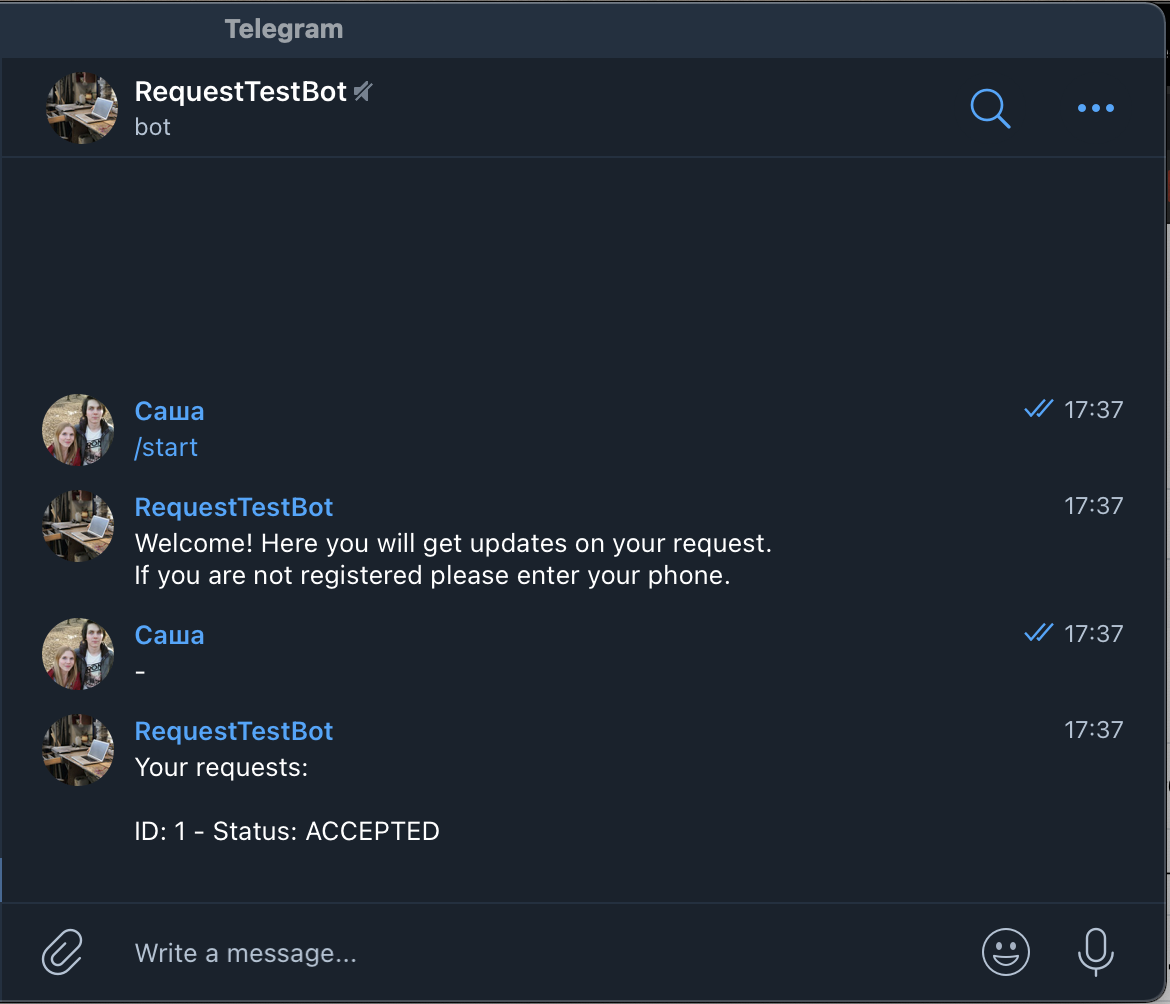 Telegram
RequestTestBot
bot
Саша
17:37
/start
RequestTestBot
17:37
Welcome! Here you will get updates on your request.
If you are not registered please enter your phone.
Саша
17:37
-
RequestTestBot
17:37
Your requests:
ID: 1 - Status: ACCEPTED
Write a message...